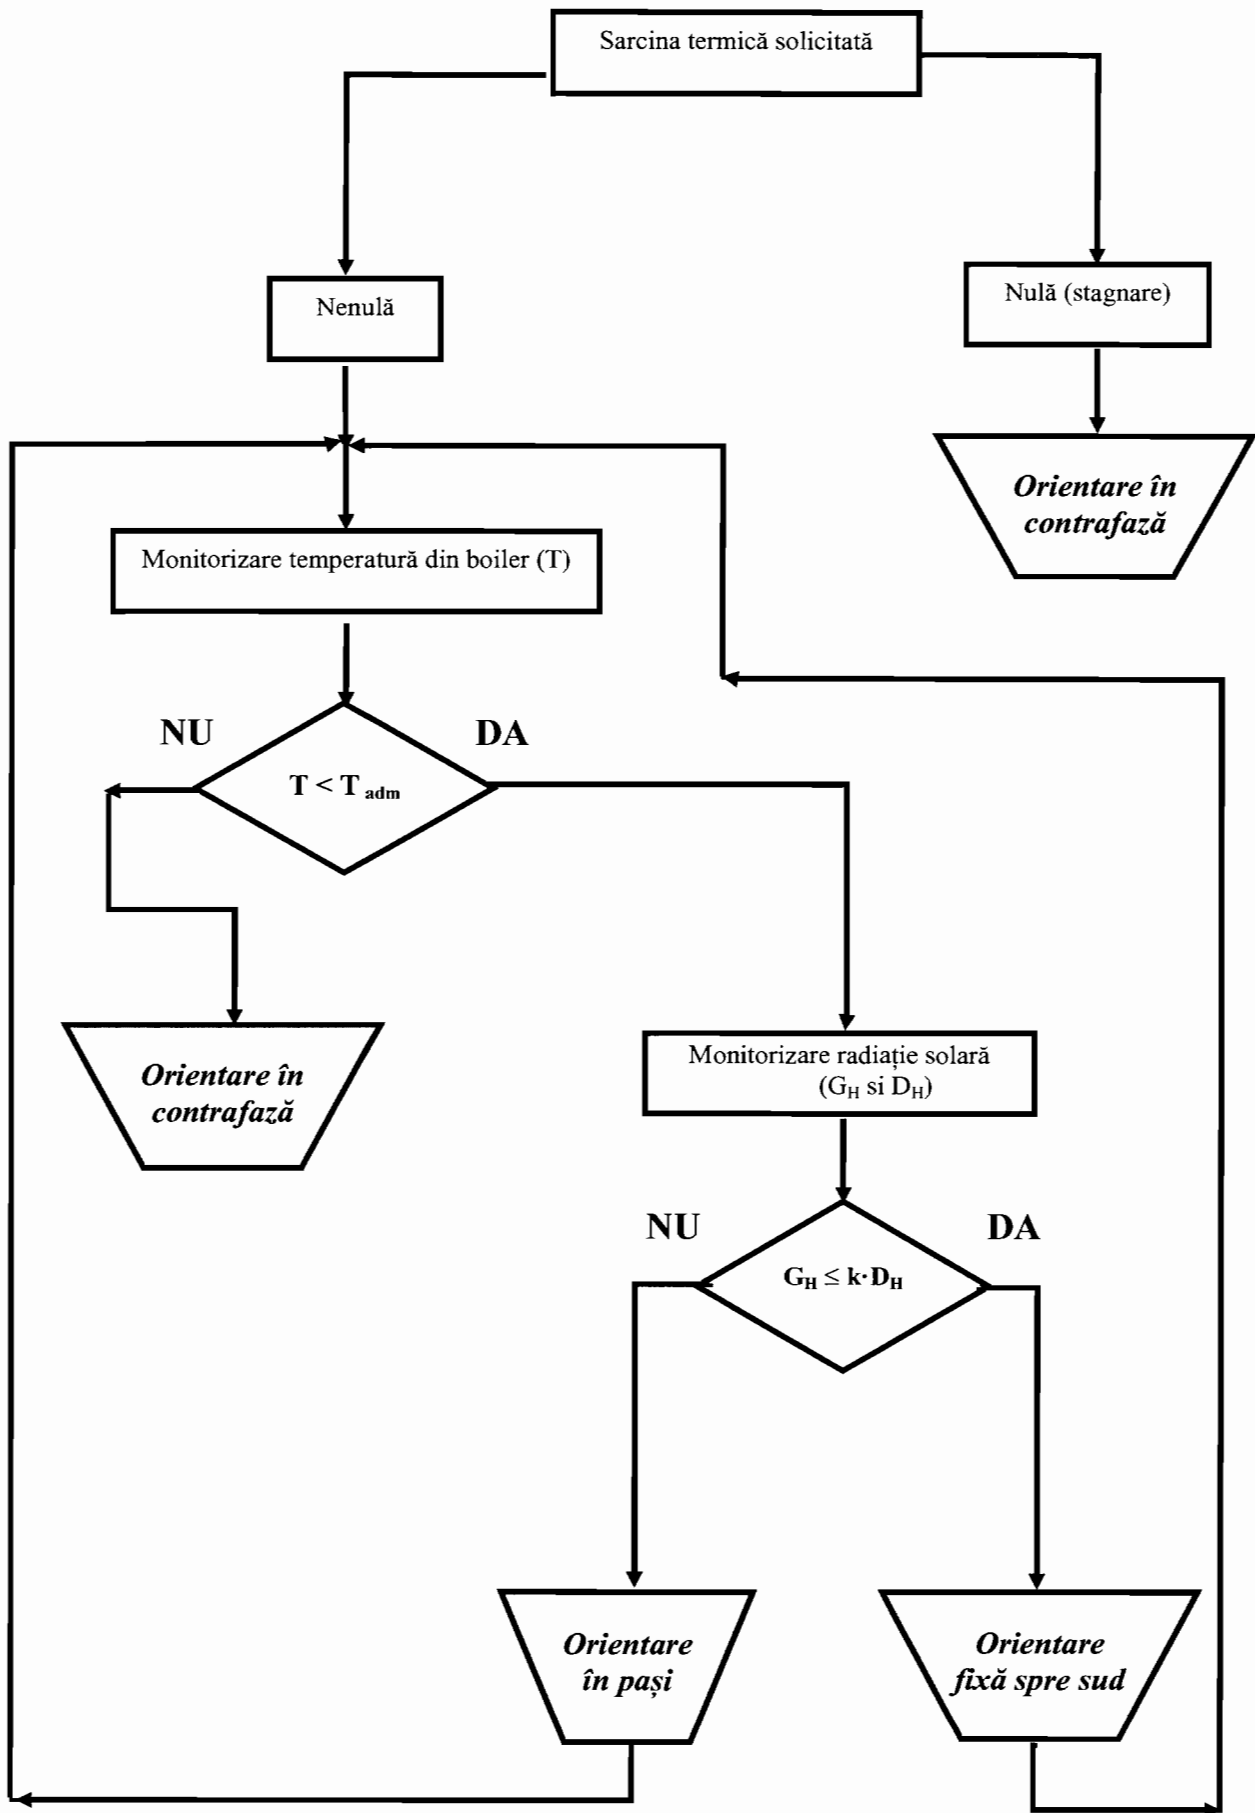 Sarcina termică solicitată
Nenulă
Nulă (stagnare)
Orientare în
contrafază
Monitorizare temperatură din boiler (T)
NU
DA
T < T adm
Orientare în
contrafază
Monitorizare radiație solară
(GH si DH)
NU
DA
GH ≤ k·DH
Orientare
în pași
Orientare
fixă spre sud